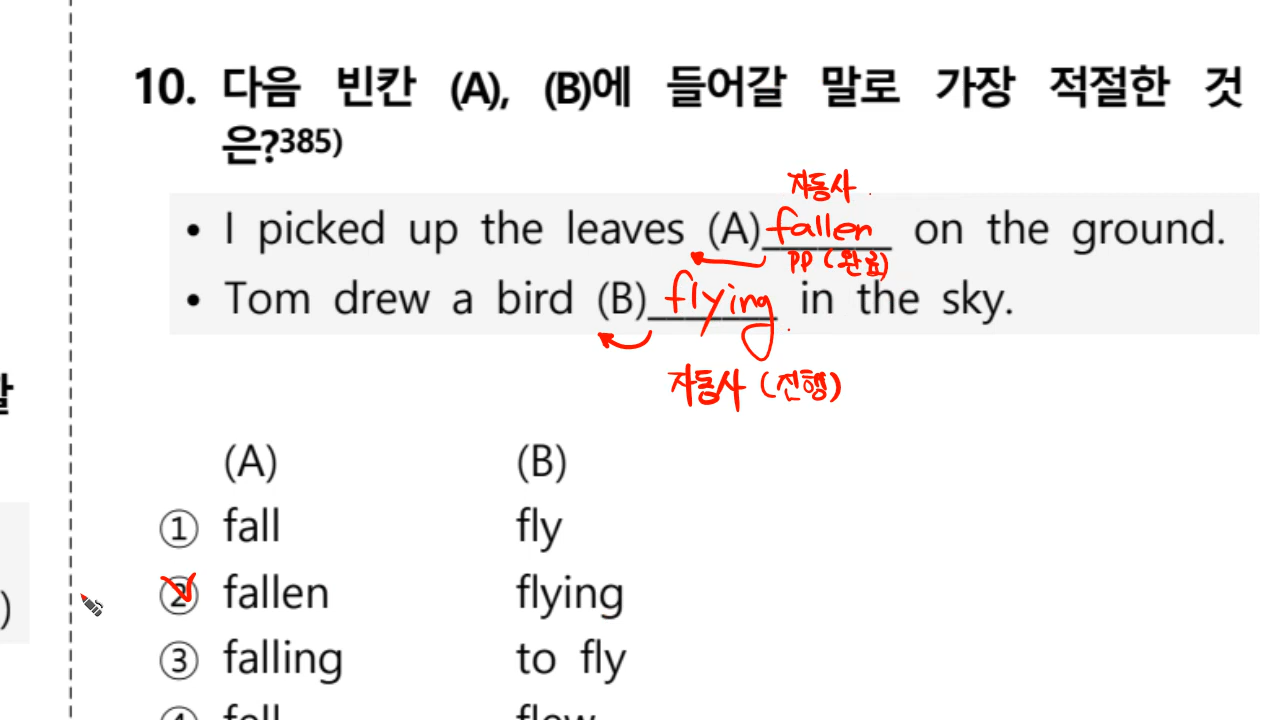 10. 다음 빈칸 (A), (B)에 들어갈 말로 가장 적절한 것
은?385)
자동사
• I picked up the leaves (A) fallen on the ground.
PP (완료)
• Tom drew a bird (B) flying in the sky.
자동사 (진행)
(A) (B)
① fall fly
② fallen flying
)
③ falling to fly